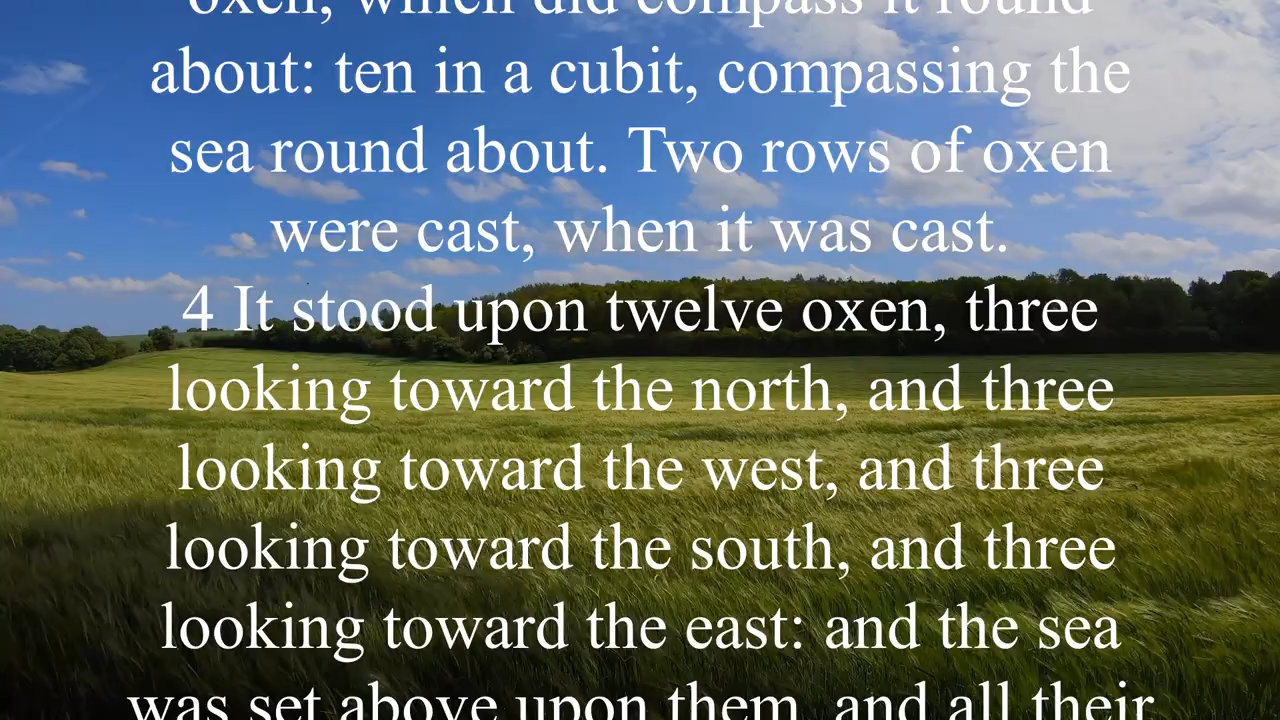 oxen, which did compass it round
about: ten in a cubit, compassing the
sea round about. Two rows of oxen
were cast, when it was cast.
4 It stood upon twelve oxen, three
looking toward the north, and three
looking toward the west, and three
looking toward the south, and three
looking toward the east: and the sea
was set above upon them, and all their